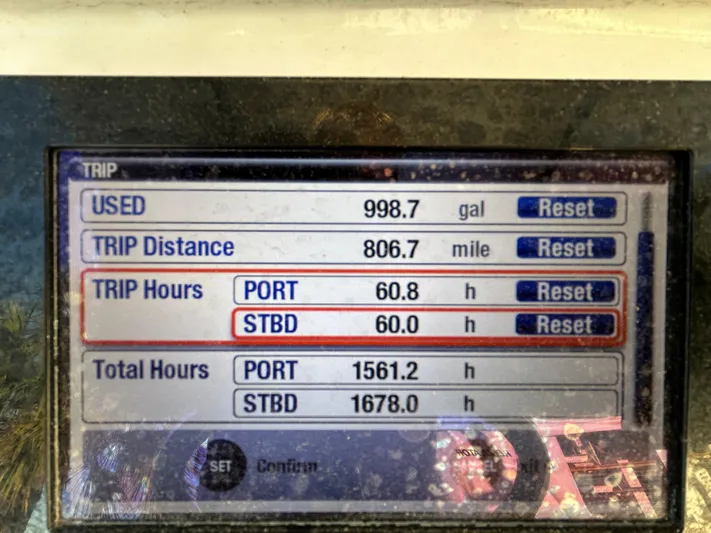 TRIP
USED 998.7 gal Reset
TRIP Distance 806.7 mile Reset
TRIP Hours PORT 60.8 h Reset
STBD 60.0 h Reset
Total Hours PORT 1561.2 h
STBD 1678.0 h
SET Confirm